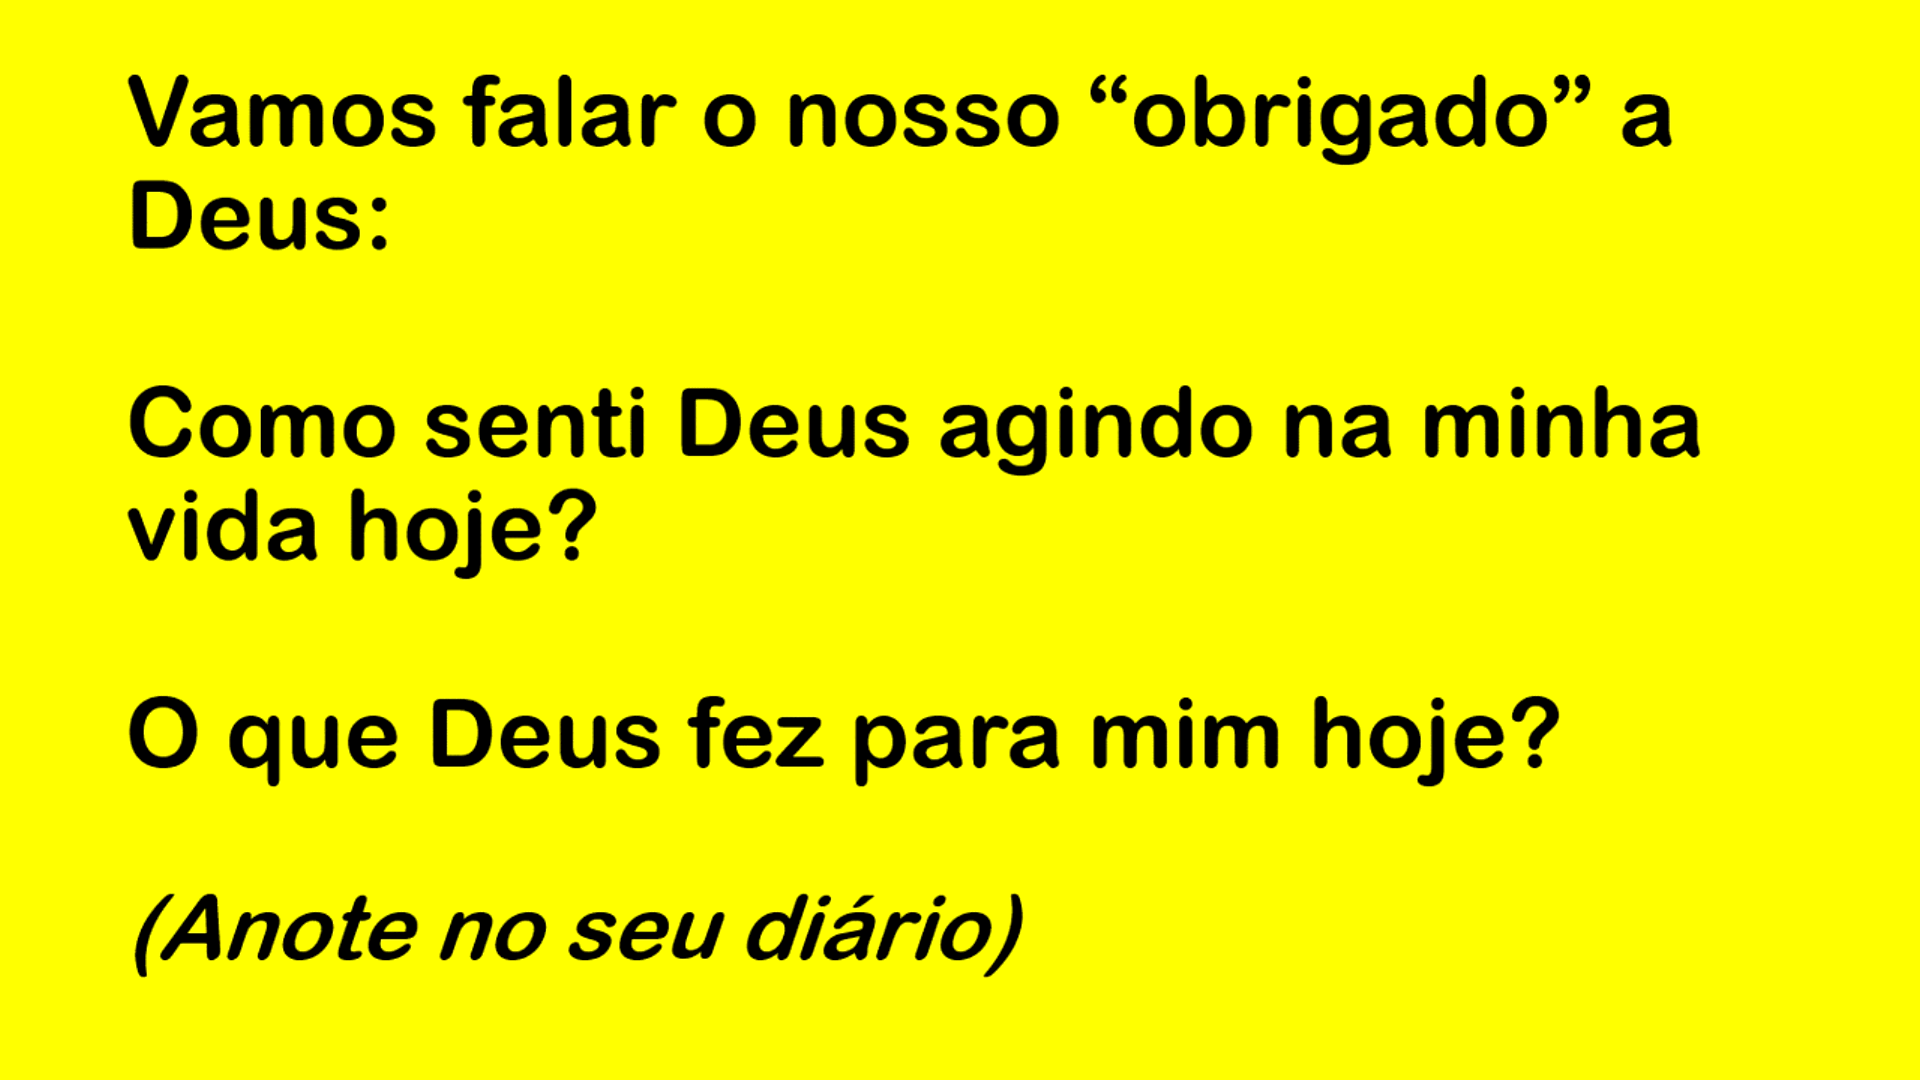 Vamos falar o nosso “obrigado” a
Deus:
Como senti Deus agindo na minha
vida hoje?
O que Deus fez para mim hoje?
(Anote no seu diário)